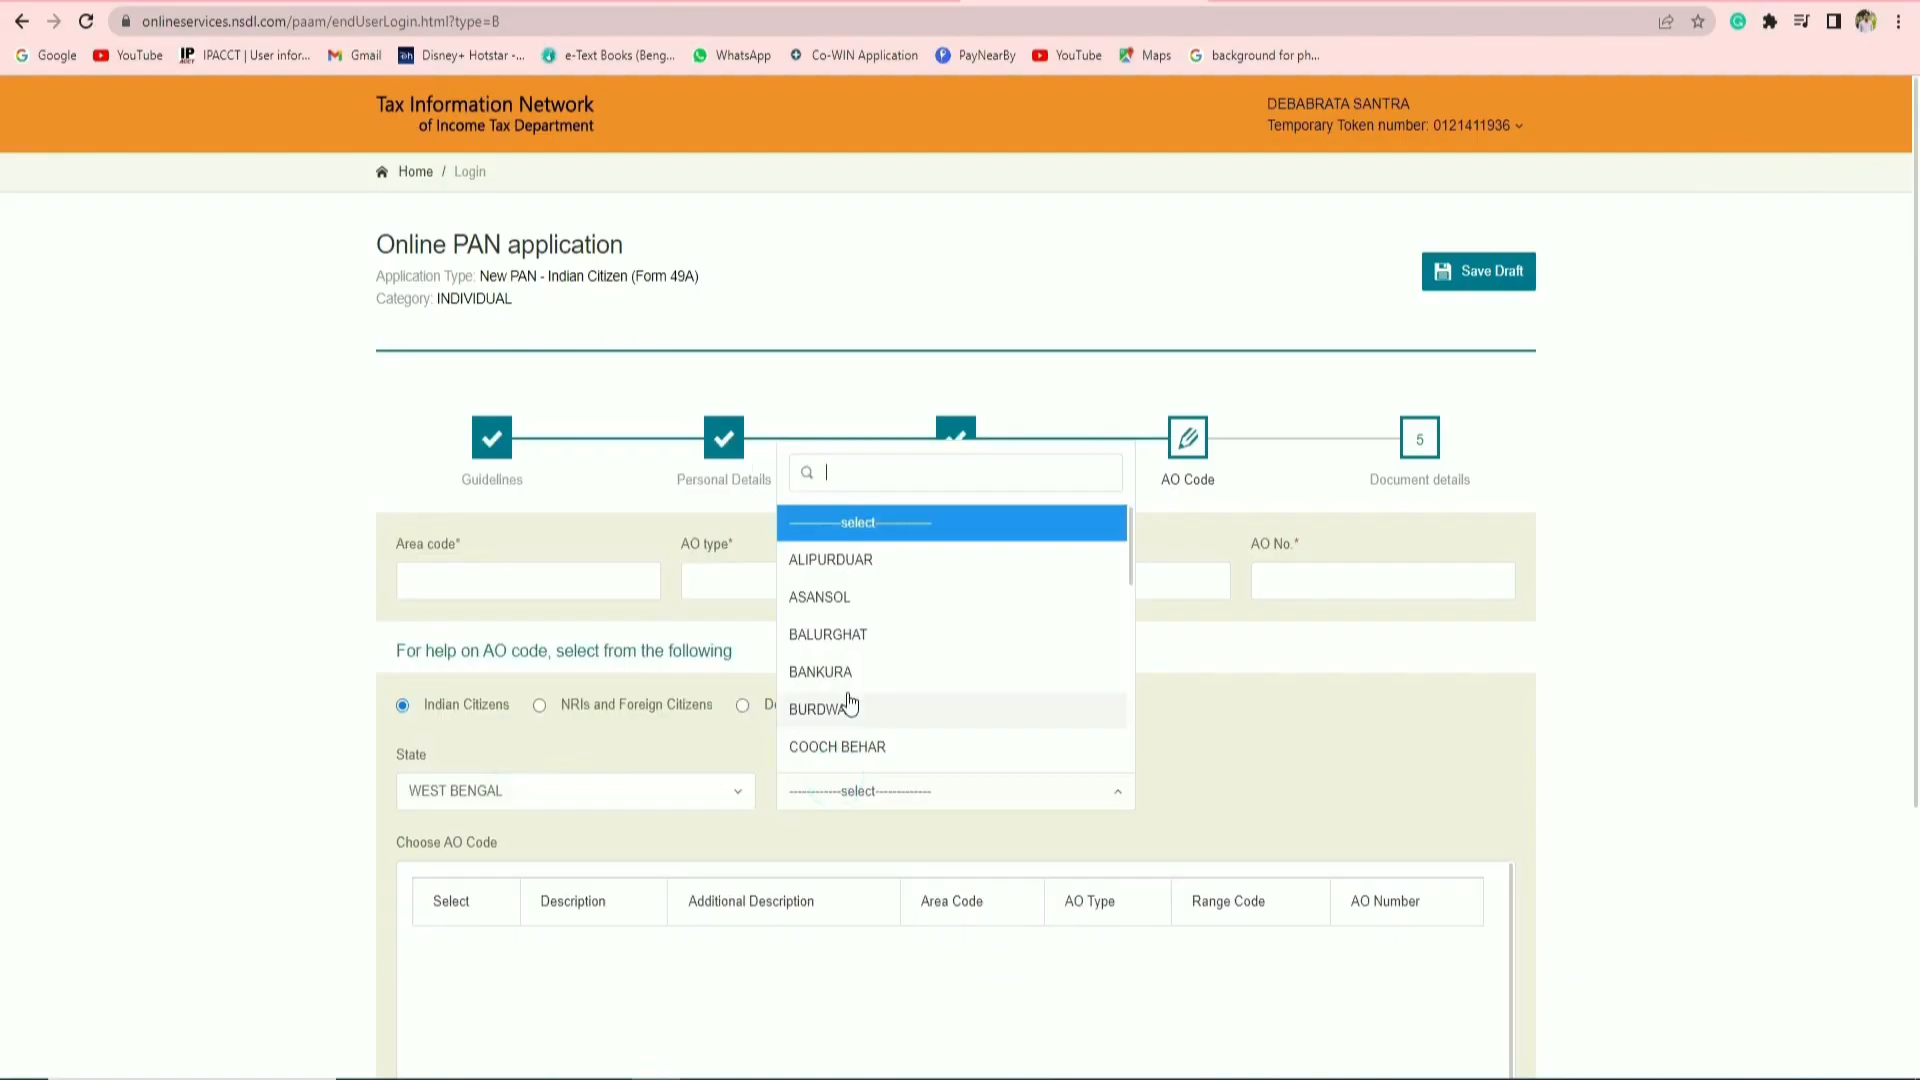 onlineservices.nsdl.com/paam/endUserLogin.html?type=B
Google YouTube IPACCT | User infor... Gmail Disney+ Hotstar -... e-Text Books (Beng... WhatsApp Co-WIN Application PayNearBy YouTube Maps background for ph...
Tax Information Network
of Income Tax Department
DEBABRATA SANTRA
Temporary Token number: 0121411936
Home / Login
Online PAN application
Application Type: New PAN - Indian Citizen (Form 49A)
Category: INDIVIDUAL
Save Draft
5
Guidelines Personal Details AO Code Document details
------------select-------------
Area code* AO type* AO No.*
ALIPURDUAR
ASANSOL
BALURGHAT
For help on AO code, select from the following
BANKURA
Indian Citizens NRIs and Foreign Citizens
COOCH BEHAR
State
WEST BENGAL
------------select-------------
Choose AO Code
Select Description Additional Description Area Code AO Type Range Code AO Number